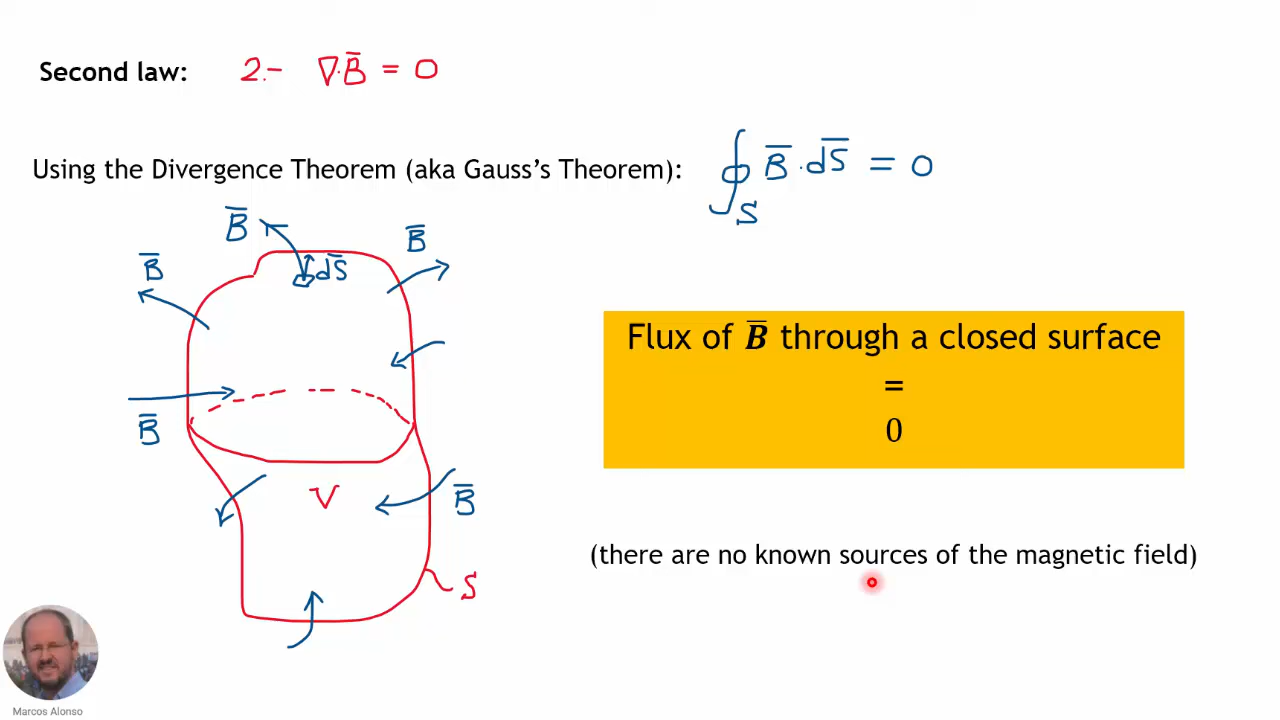 Second law: 2.- ∇·B̅ = 0
Using the Divergence Theorem (aka Gauss's Theorem): ∮_S B̅·dS̅ = 0
B̅
B̅
B̅
dS̅
Flux of B̅ through a closed surface
=
0
B̅
V
B̅
(there are no known sources of the magnetic field)
S
Marcos Alonso